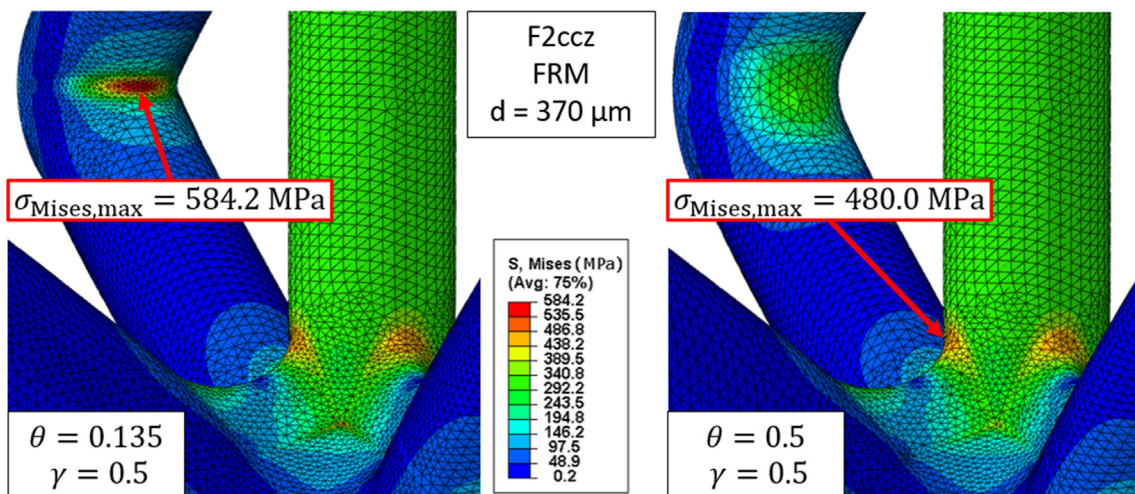 F2ccz
FRM
d = 370 µm
σMises,max = 584.2 MPa
σMises,max = 480.0 MPa
S, Mises (MPa)
(Avg: 75%)
584.2
535.5
486.8
438.2
389.5
340.8
292.2
243.5
194.8
146.2
97.5
48.9
0.2
θ = 0.135
γ = 0.5
θ = 0.5
γ = 0.5